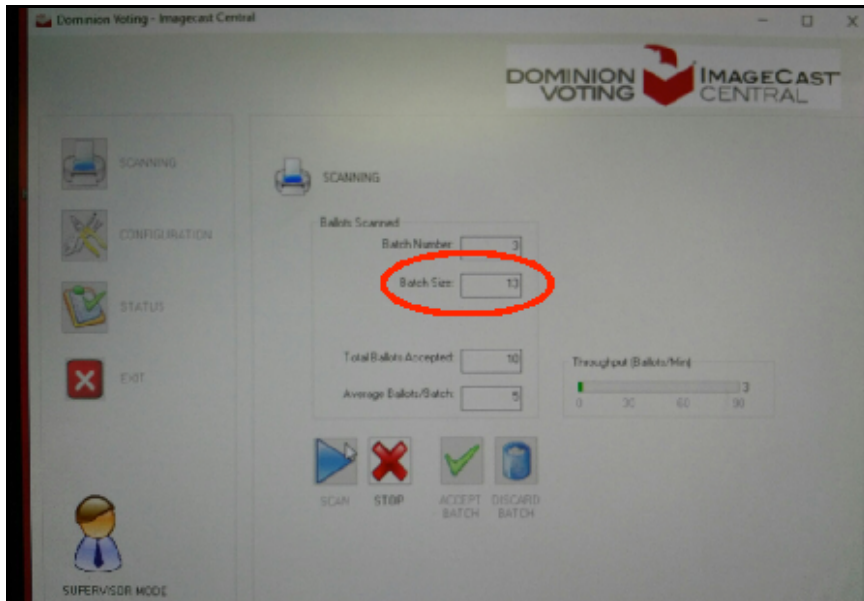 Dominion Voting - Imagecast Central
DOMINION VOTING
IMAGECAST CENTRAL
SCANNING
CONFIGURATION
STATUS
EXIT
SUPERVISOR MODE
SCANNING
Ballots Scanned
Batch Number: 3
Batch Size: 13
Total Ballots Accepted: 10
Average Ballots/Batch: 5
Throughput (Ballots/Min)
3
0 30 60 90
SCAN STOP ACCEPT BATCH DISCARD BATCH